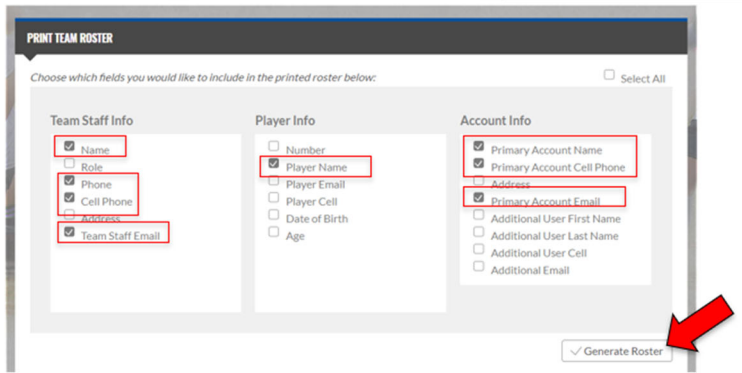 PRINT TEAM ROSTER
Choose which fields you would like to include in the printed roster below:
Select All
Team Staff Info
Name
Role
Phone
Cell Phone
Address
Team Staff Email
Player Info
Number
Player Name
Player Email
Player Cell
Date of Birth
Age
Account Info
Primary Account Name
Primary Account Cell Phone
Address
Primary Account Email
Additional User First Name
Additional User Last Name
Additional User Cell
Additional Email
Generate Roster